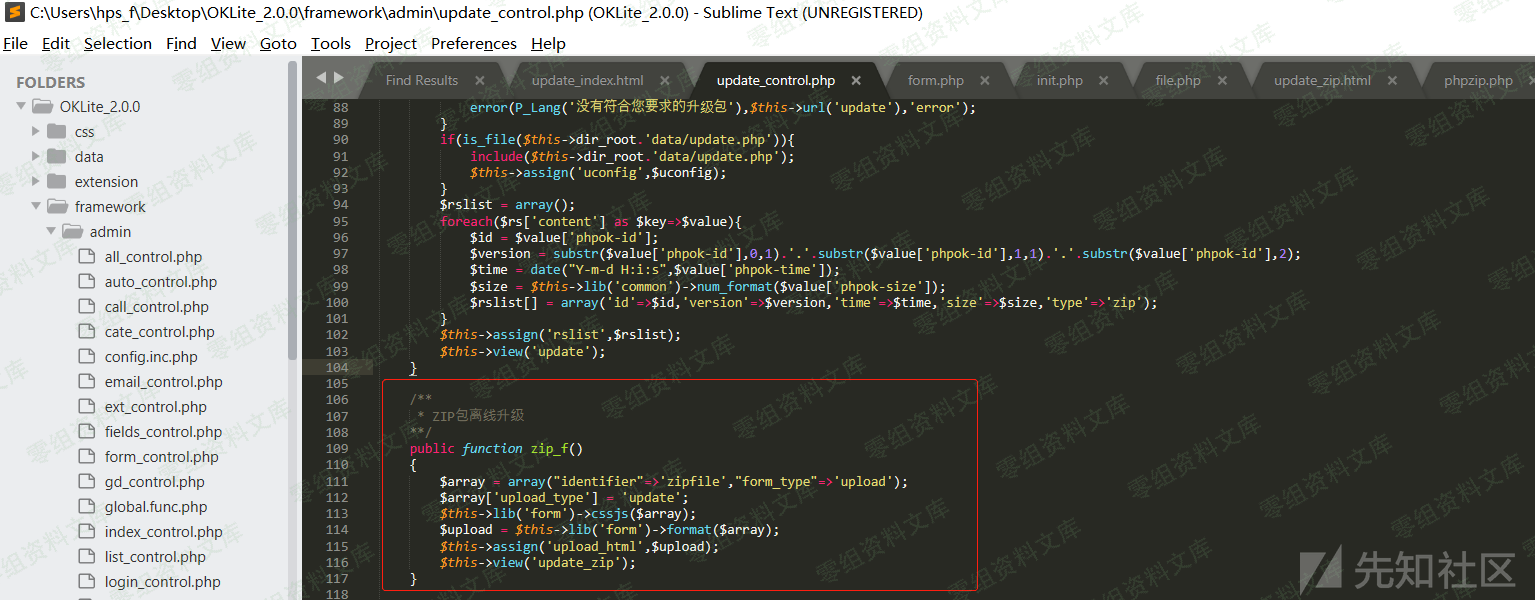 C:\Users\hps_f\Desktop\OKLite_2.0.0\framework\admin\update_control.php (OKLite_2.0.0) - Sublime Text (UNREGISTERED)
File Edit Selection Find View Goto Tools Project Preferences Help
Find Results × update_index.html × update_control.php × form.php × init.php × file.php × update_zip.html × phpzip.php
FOLDERS
OKLite_2.0.0
css
data
extension
framework
admin
all_control.php
auto_control.php
call_control.php
cate_control.php
config.inc.php
email_control.php
ext_control.php
fields_control.php
form_control.php
gd_control.php
global.func.php
index_control.php
list_control.php
login_control.php
88 error(P_Lang('没有符合您要求的升级包'),$this->url('update'),'error');
89 }
90 if(is_file($this->dir_root.'data/update.php')){
91 include($this->dir_root.'data/update.php');
92 $this->assign('uconfig',$uconfig);
93 }
94 $rslist = array();
95 foreach($rs['content'] as $key=>$value){
96 $id = $value['phpok-id'];
97 $version = substr($value['phpok-id'],0,1).'.'.substr($value['phpok-id'],1,1).'.'.substr($value['phpok-id'],2);
98 $time = date("Y-m-d H:i:s",$value['phpok-time']);
99 $size = $this->lib('common')->num_format($value['phpok-size']);
100 $rslist[] = array('id'=>$id,'version'=>$version,'time'=>$time,'size'=>$size,'type'=>'zip');
101 }
102 $this->assign('rslist',$rslist);
103 $this->view('update');
104 }
105
106 /**
107 * ZIP包离线升级
108 **/
109 public function zip_f()
110 {
111 $array = array("identifier"=>'zipfile',"form_type"=>'upload');
112 $array['upload_type'] = 'update';
113 $this->lib('form')->cssjs($array);
114 $upload = $this->lib('form')->format($array);
115 $this->assign('upload_html',$upload);
116 $this->view('update_zip');
117 }
118
零组资料文库
先知社区